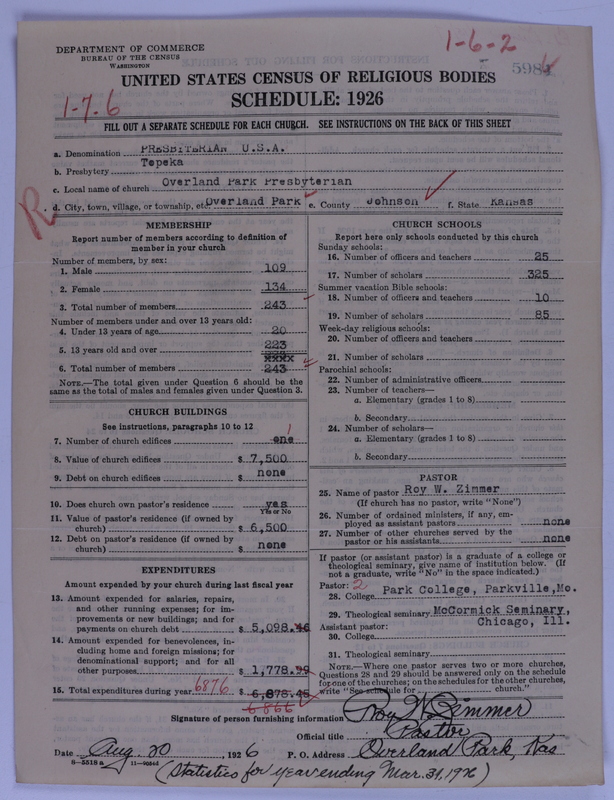 DEPARTMENT OF COMMERCE
BUREAU OF THE CENSUS
WASHINGTON
1-6-2
1-7-6
UNITED STATES CENSUS OF RELIGIOUS BODIES
SCHEDULE: 1926
FILL OUT A SEPARATE SCHEDULE FOR EACH CHURCH. SEE INSTRUCTIONS ON THE BACK OF THIS SHEET
a. Denomination PRESBITERIAN U.S.A.
b. Presbytery Topeka
c. Local name of church Overland Park Presbyterian
R
d. City, town, village, or township, etc. Overland Park e. County Johnson f. State Kansas
MEMBERSHIP
Report number of members according to definition of
member in your church
Number of members, by sex:
1. Male 109
2. Female 134
3. Total number of members 243
Number of members under and over 13 years old:
4. Under 13 years of age 20
5. 13 years old and over 223
xxxx
6. Total number of members 243
NOTE.—The total given under Question 6 should be
the same as the total of males and females given under Question 3.
CHURCH BUILDINGS
See instructions, paragraphs 10 to 12
7. Number of church edifices one 1
8. Value of church edifices $ 7,500
9. Debt on church edifices $ none
10. Does church own pastor's residence yes
Yes or No
11. Value of pastor's residence (if owned by
church) $ 6,500
12. Debt on pastor's residence (if owned by
church) $ none
EXPENDITURES
Amount expended by your church during last fiscal year
13. Amount expended for salaries, repairs,
and other running expenses; for im-
provements or new buildings; and for
payments on church debt $ 5,098.46
14. Amount expended for benevolences, in-
cluding home and foreign missions; for
denominational support; and for all
other purposes $ 1,778.99
15. Total expenditures during year 6876 $ 6,878.45
6866
CHURCH SCHOOLS
Report here only schools conducted by this church
Sunday schools:
16. Number of officers and teachers 25
17. Number of scholars 325
Summer vacation Bible schools:
18. Number of officers and teachers 10
19. Number of scholars 85
Week-day religious schools:
20. Number of officers and teachers
21. Number of scholars
Parochial schools:
22. Number of administrative officers
23. Number of teachers—
a. Elementary (grades 1 to 8)
b. Secondary
24. Number of scholars—
a. Elementary (grades 1 to 8)
b. Secondary
PASTOR
25. Name of pastor Roy W. Zimmer
(If church has no pastor, write "None")
26. Number of ordained ministers, if any, em-
ployed as assistant pastors none
27. Number of other churches served by the
pastor or his assistants none
If pastor (or assistant pastor) is a graduate of a college or
theological seminary, give name of institution below. (If
not a graduate, write "No" in the space indicated.)
Pastor: 2
28. College Park College, Parkville, Mo.
29. Theological seminary McCormick Seminary,
Chicago, Ill.
Assistant pastor:
30. College
31. Theological seminary
NOTE.—Where one pastor serves two or more churches,
Questions 28 and 29 should be answered only on the schedule
for one of the churches; on the schedules for the other churches,
write "See schedule for church."
Signature of person furnishing information Roy W. Zimmer
Official title Pastor
Date Aug. 20, 1926 P. O. Address Overland Park, Kas
8—5518 a
(Statistics for year ending Mar. 31, 1926)